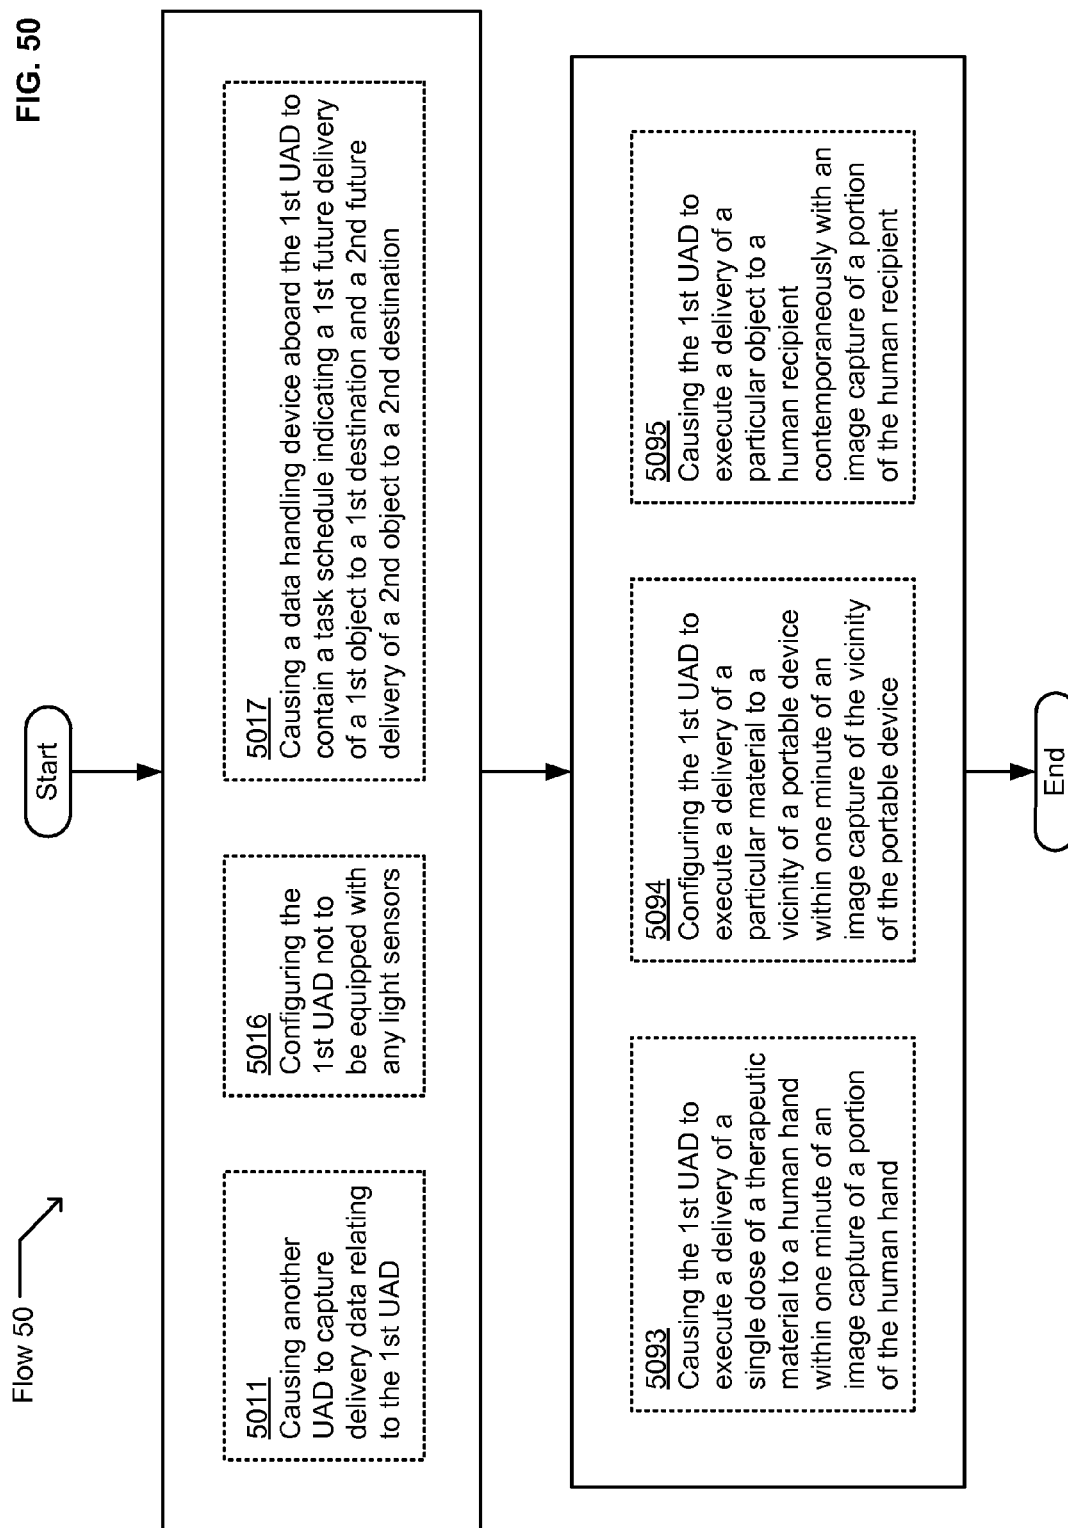 FIG. 50
Flow 50
Start
5011
Causing another
UAD to capture
delivery data relating
to the 1st UAD
5016
Configuring the
1st UAD not to
be equipped with
any light sensors
5017
Causing a data handling device aboard the 1st UAD to
contain a task schedule indicating a 1st future delivery
of a 1st object to a 1st destination and a 2nd future
delivery of a 2nd object to a 2nd destination
5093
Causing the 1st UAD to
execute a delivery of a
single dose of a therapeutic
material to a human hand
within one minute of an
image capture of a portion
of the human hand
5094
Configuring the 1st UAD to
execute a delivery of a
particular material to a
vicinity of a portable device
within one minute of an
image capture of the vicinity
of the portable device
5095
Causing the 1st UAD to
execute a delivery of a
particular object to a
human recipient
contemporaneously with an
image capture of a portion
of the human recipient
End